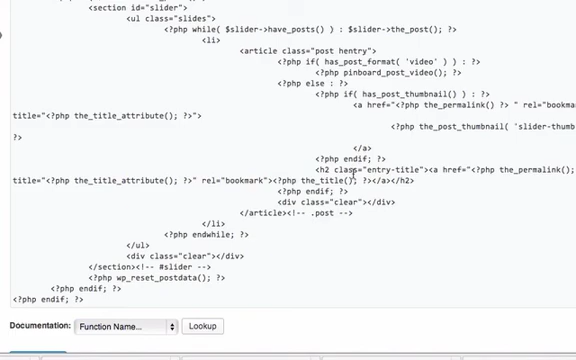 <section id="slider">
<ul class="slides">
<?php while( $slider->have_posts() ) : $slider->the_post(); ?>
<li>
<article class="post hentry">
<?php if( has_post_format( 'video' ) ) : ?>
<?php pinboard_post_video(); ?>
<?php else : ?>
<?php if( has_post_thumbnail() ) : ?>
<a href="<?php the_permalink() ?> " rel="bookma
title="<?php the_title_attribute(); ?>">
<?php the_post_thumbnail( 'slider-thumb
?>
</a>
<?php endif; ?>
<h2 class="entry-title"><a href="<?php the_permalink();
title="<?php the_title_attribute(); ?>" rel="bookmark"><?php the_title(); ?></a></h2>
<?php endif; ?>
<div class="clear"></div>
</article><!-- .post -->
</li>
<?php endwhile; ?>
</ul>
<div class="clear"></div>
</section><!-- #slider -->
<?php wp_reset_postdata(); ?>
<?php endif; ?>
<?php endif; ?>
Documentation: Function Name... Lookup